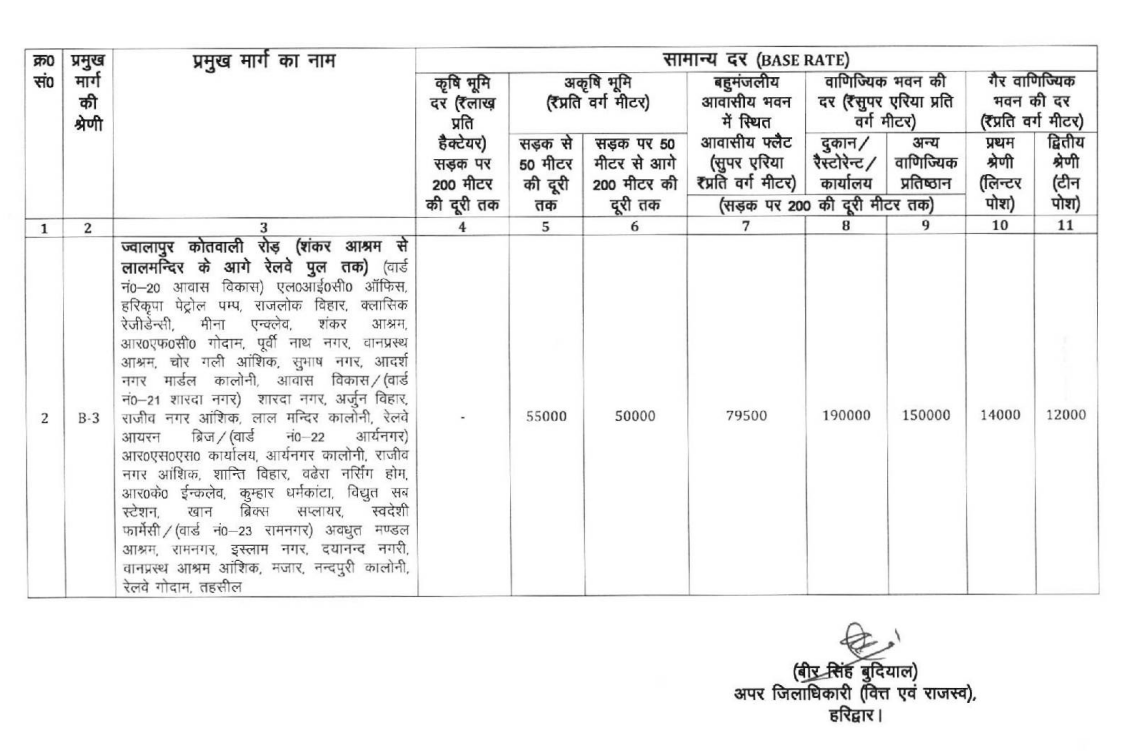 क्र0 सं0
प्रमुख मार्ग की श्रेणी
प्रमुख मार्ग का नाम
सामान्य दर (BASE RATE)
कृषि भूमि दर (₹लाख प्रति हैक्टेयर) सड़क पर 200 मीटर की दूरी तक
अकृषि भूमि (₹प्रति वर्ग मीटर)
सड़क से 50 मीटर की दूरी तक
सड़क पर 50 मीटर से आगे 200 मीटर की दूरी तक
बहुमंजलीय आवासीय भवन में स्थित आवासीय फ्लैट (सुपर एरिया ₹प्रति वर्ग मीटर)
वाणिज्यिक भवन की दर (₹सुपर एरिया प्रति वर्ग मीटर)
दुकान/ रैस्टोरेन्ट/ कार्यालय
अन्य वाणिज्यिक प्रतिष्ठान
(सड़क पर 200 की दूरी मीटर तक)
गैर वाणिज्यिक भवन की दर (₹प्रति वर्ग मीटर)
प्रथम श्रेणी (लिन्टर पोश)
द्वितीय श्रेणी (टीन पोश)
1 2 3 4 5 6 7 8 9 10 11
2
B-3
ज्वालापुर कोतवाली रोड़ (शंकर आश्रम से
लालमन्दिर के आगे रेलवे पुल तक) (वार्ड
नं0–20 आवास विकास) एल0आई0सी0 ऑफिस,
हरिकृपा पेट्रोल पम्प, राजलोक विहार, क्लासिक
रेजीडेन्सी, मीना एन्क्लेव, शंकर आश्रम,
आर0एफ0सी0 गोदाम, पूर्वी नाथ नगर, वानप्रस्थ
आश्रम, चोर गली आंशिक, सुभाष नगर, आदर्श
नगर मार्डल कालोनी, आवास विकास/(वार्ड
नं0–21 शारदा नगर) शारदा नगर, अर्जुन विहार,
राजीव नगर आंशिक, लाल मन्दिर कालोनी, रेलवे
आयरन ब्रिज/(वार्ड नं0–22 आर्यनगर)
आर0एस0एस0 कार्यालय, आर्यनगर कालोनी, राजीव
नगर आंशिक, शान्ति विहार, वढेरा नर्सिंग होम,
आर0के0 ईन्कलेव, कुम्हार धर्मकांटा, विद्युत सब
स्टेशन, खान ब्रिक्स सप्लायर, स्वदेशी
फार्मेसी/(वार्ड नं0–23 रामनगर) अवधुत मण्डल
आश्रम, रामनगर, इस्लाम नगर, दयानन्द नगरी,
वानप्रस्थ आश्रम आंशिक, मजार, नन्दपुरी कालोनी,
रेलवे गोदाम, तहसील
- 55000 50000 79500 190000 150000 14000 12000
(बीर सिंह बुदियाल)
अपर जिलाधिकारी (वित्त एवं राजस्व),
हरिद्वार।